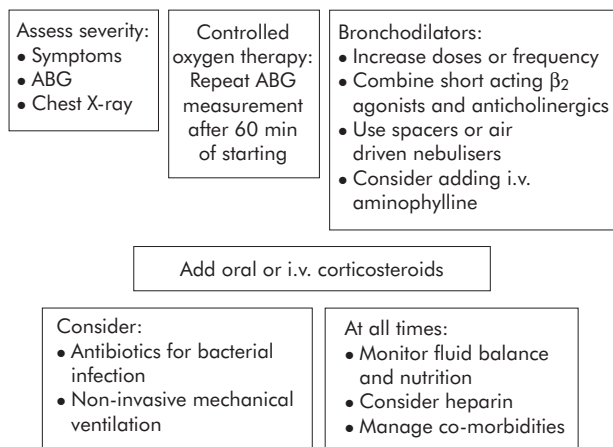 Assess severity:
• Symptoms
• ABG
• Chest X-ray
Controlled
oxygen therapy:
Repeat ABG
measurement
after 60 min
of starting
Bronchodilators:
• Increase doses or frequency
• Combine short acting β₂
agonists and anticholinergics
• Use spacers or air
driven nebulisers
• Consider adding i.v.
aminophylline
Add oral or i.v. corticosteroids
Consider:
• Antibiotics for bacterial
infection
• Non-invasive mechanical
ventilation
At all times:
• Monitor fluid balance
and nutrition
• Consider heparin
• Manage co-morbidities